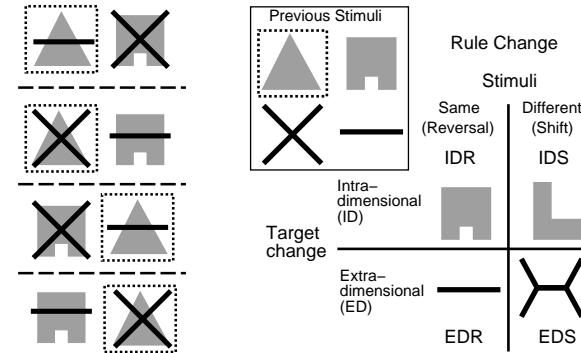 Previous Stimuli
Rule Change
Stimuli
Same
(Reversal)
Different
(Shift)
IDR
IDS
Intra–
dimensional
(ID)
Target
change
Extra–
dimensional
(ED)
EDR
EDS